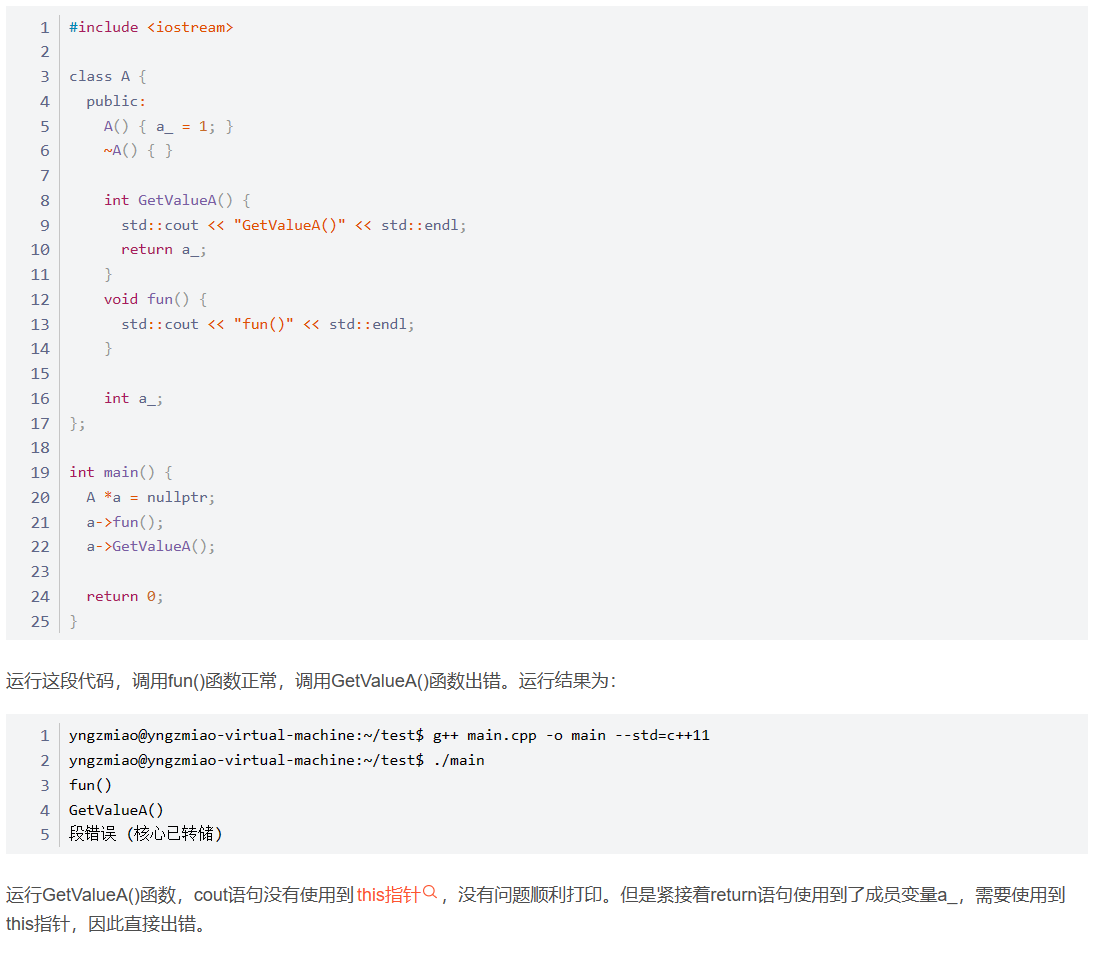 1 #include <iostream>
2
3 class A {
4   public:
5     A() { a_ = 1; }
6     ~A() { }
7
8     int GetValueA() {
9       std::cout << "GetValueA()" << std::endl;
10       return a_;
11     }
12     void fun() {
13       std::cout << "fun()" << std::endl;
14     }
15
16     int a_;
17 };
18
19 int main() {
20   A *a = nullptr;
21   a->fun();
22   a->GetValueA();
23
24   return 0;
25 }
运行这段代码，调用fun()函数正常，调用GetValueA()函数出错。运行结果为：
1 yngzmiao@yngzmiao-virtual-machine:~/test$ g++ main.cpp -o main --std=c++11
2 yngzmiao@yngzmiao-virtual-machine:~/test$ ./main
3 fun()
4 GetValueA()
5 段错误 (核心已转储)
运行GetValueA()函数，cout语句没有使用到this指针，没有问题顺利打印。但是紧接着return语句使用到了成员变量a_，需要使用到
this指针，因此直接出错。